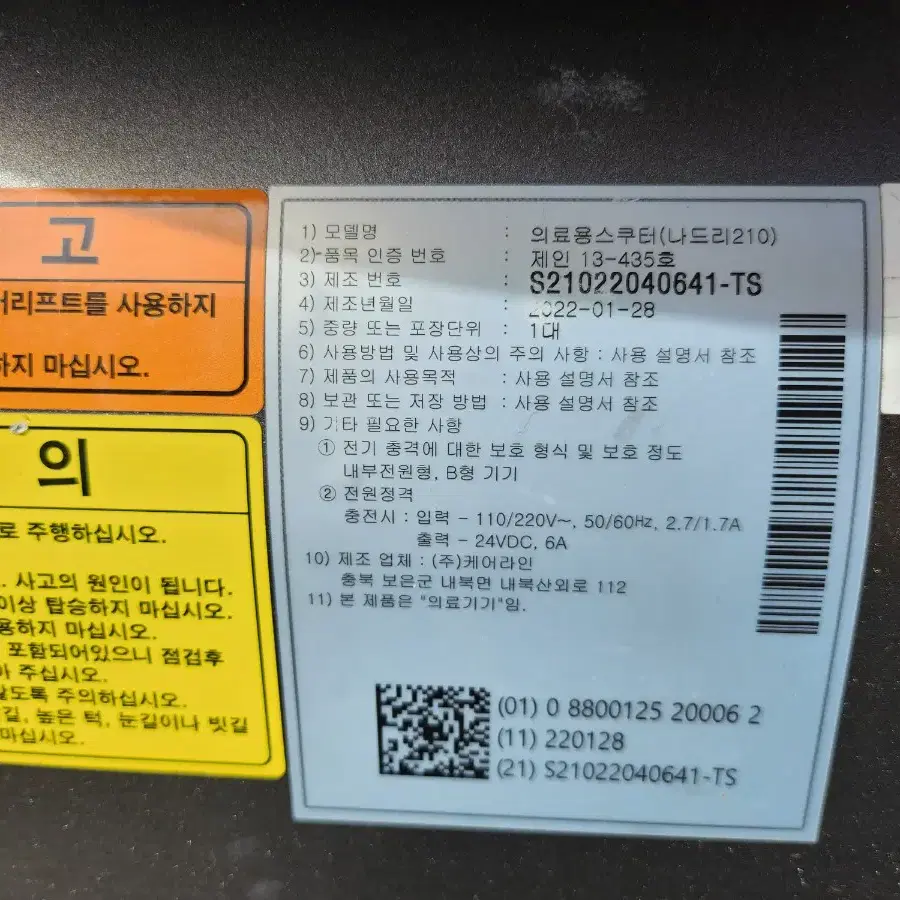 고
리프트를 사용하지
하지 마십시오.
의
로 주행하십시오.
. 사고의 원인이 됩니다.
이상 탑승하지 마십시오.
용하지 마십시오.
포함되어있으니 점검후
주십시오.
않도록 주의하십시오.
길, 높은 턱, 눈길이나 빗길
마십시오.
1) 모델명 : 의료용스쿠터(나드리210)
2) 품목 인증 번호 : 제인 13-435호
3) 제조 번호 : S21022040641-TS
4) 제조년월일 : 2022-01-28
5) 중량 또는 포장단위 : 1대
6) 사용방법 및 사용상의 주의 사항 : 사용 설명서 참조
7) 제품의 사용목적 : 사용 설명서 참조
8) 보관 또는 저장 방법 : 사용 설명서 참조
9) 기타 필요한 사항
① 전기 충격에 대한 보호 형식 및 보호 정도
내부전원형, B형 기기
② 전원정격
충전시 : 입력 - 110/220V~, 50/60Hz, 2.7/1.7A
출력 - 24VDC, 6A
10) 제조 업체 : (주)케어라인
충북 보은군 내북면 내북산외로 112
11) 본 제품은 "의료기기"임.
(01) 0 8800125 20006 2
(11) 220128
(21) S21022040641-TS